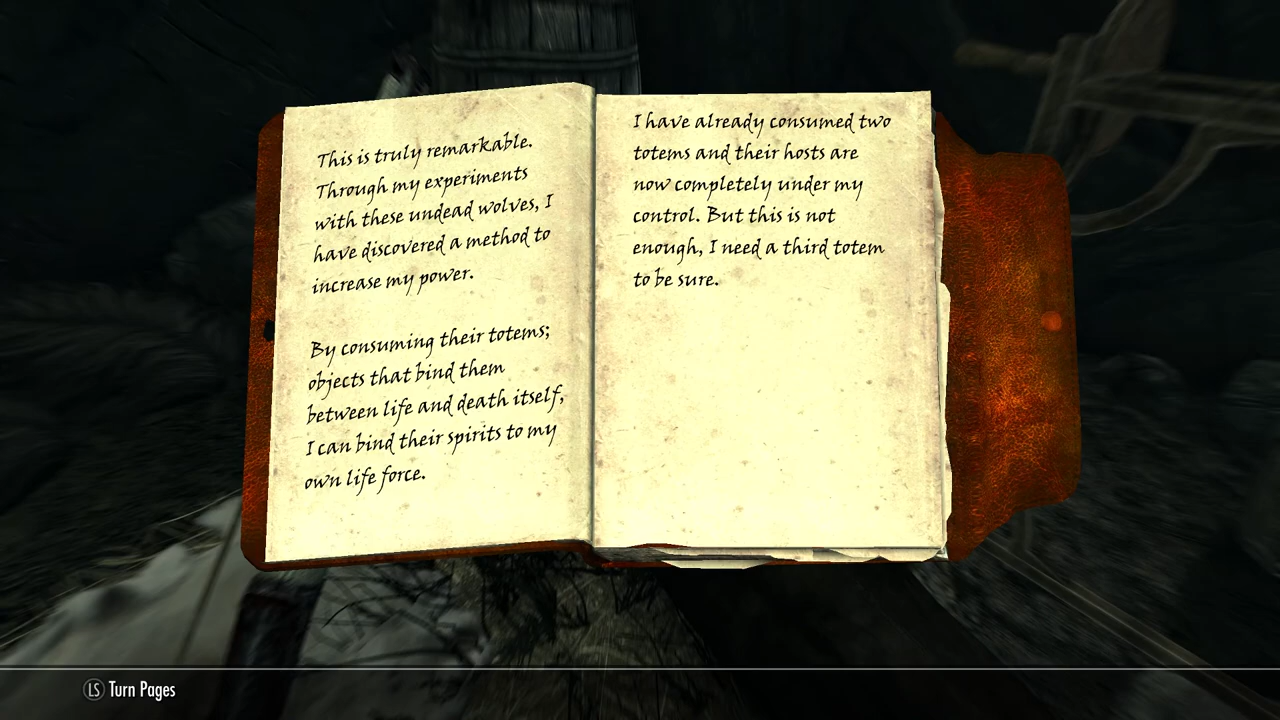 This is truly remarkable.
Through my experiments
with these undead wolves, I
have discovered a method to
increase my power.
By consuming their totems;
objects that bind them
between life and death itself,
I can bind their spirits to my
own life force.
I have already consumed two
totems and their hosts are
now completely under my
control. But this is not
enough, I need a third totem
to be sure.
LS Turn Pages